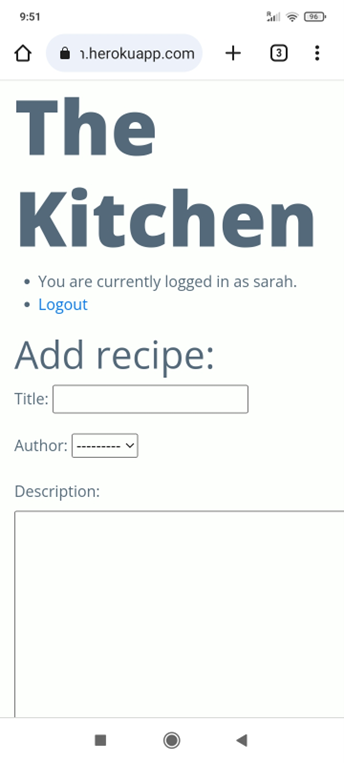 9:51
R
96
n.herokuapp.com
3
The
Kitchen
You are currently logged in as sarah.
Logout
Add recipe:
Title:
Author: ---------
Description: